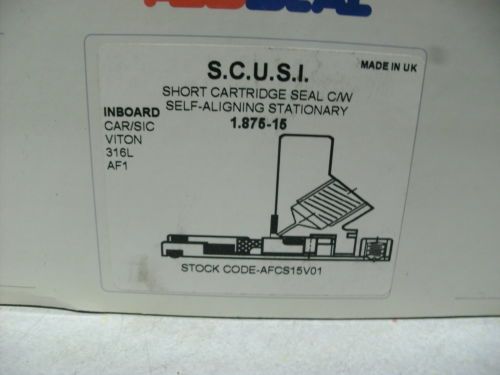 S.C.U.S.I.
MADE IN UK
SHORT CARTRIDGE SEAL C/W
SELF-ALIGNING STATIONARY
1.875-15
INBOARD
CAR/SIC
VITON
316L
AF1
STOCK CODE-AFCS15V01